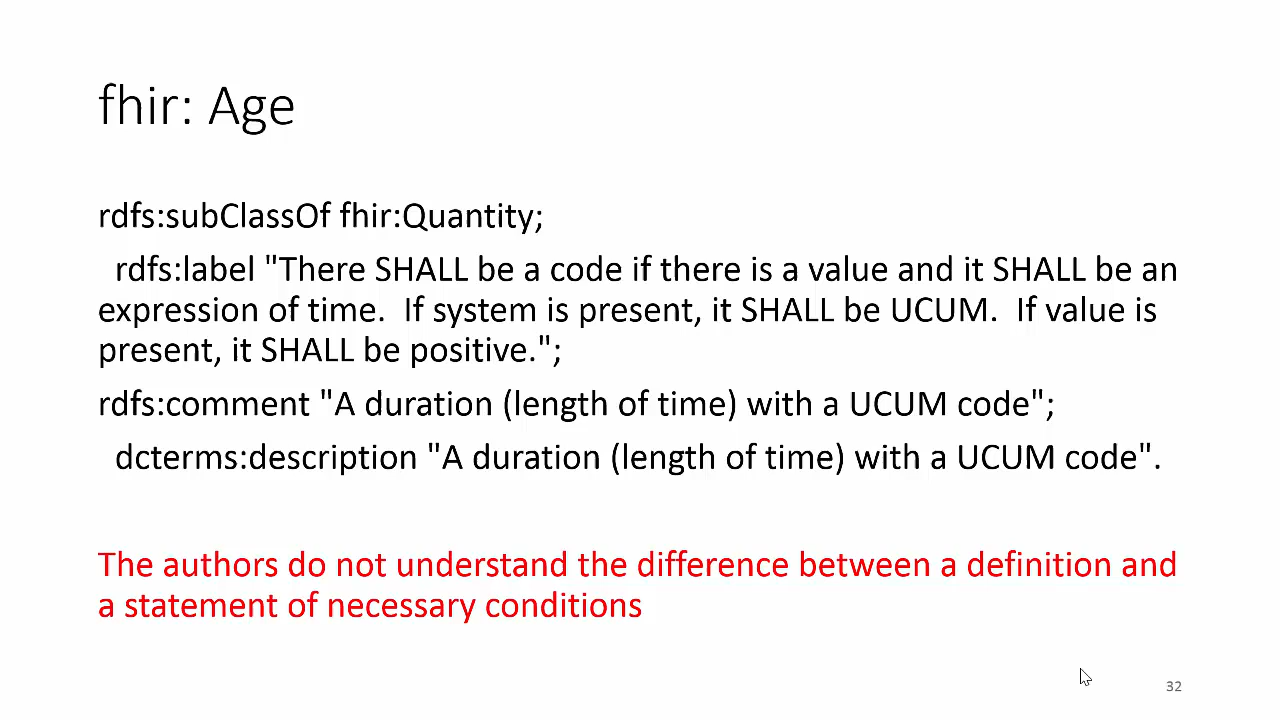 fhir: Age
rdfs:subClassOf fhir:Quantity;
rdfs:label "There SHALL be a code if there is a value and it SHALL be an
expression of time.  If system is present, it SHALL be UCUM.  If value is
present, it SHALL be positive.";
rdfs:comment "A duration (length of time) with a UCUM code";
dcterms:description "A duration (length of time) with a UCUM code".
The authors do not understand the difference between a definition and
a statement of necessary conditions
32